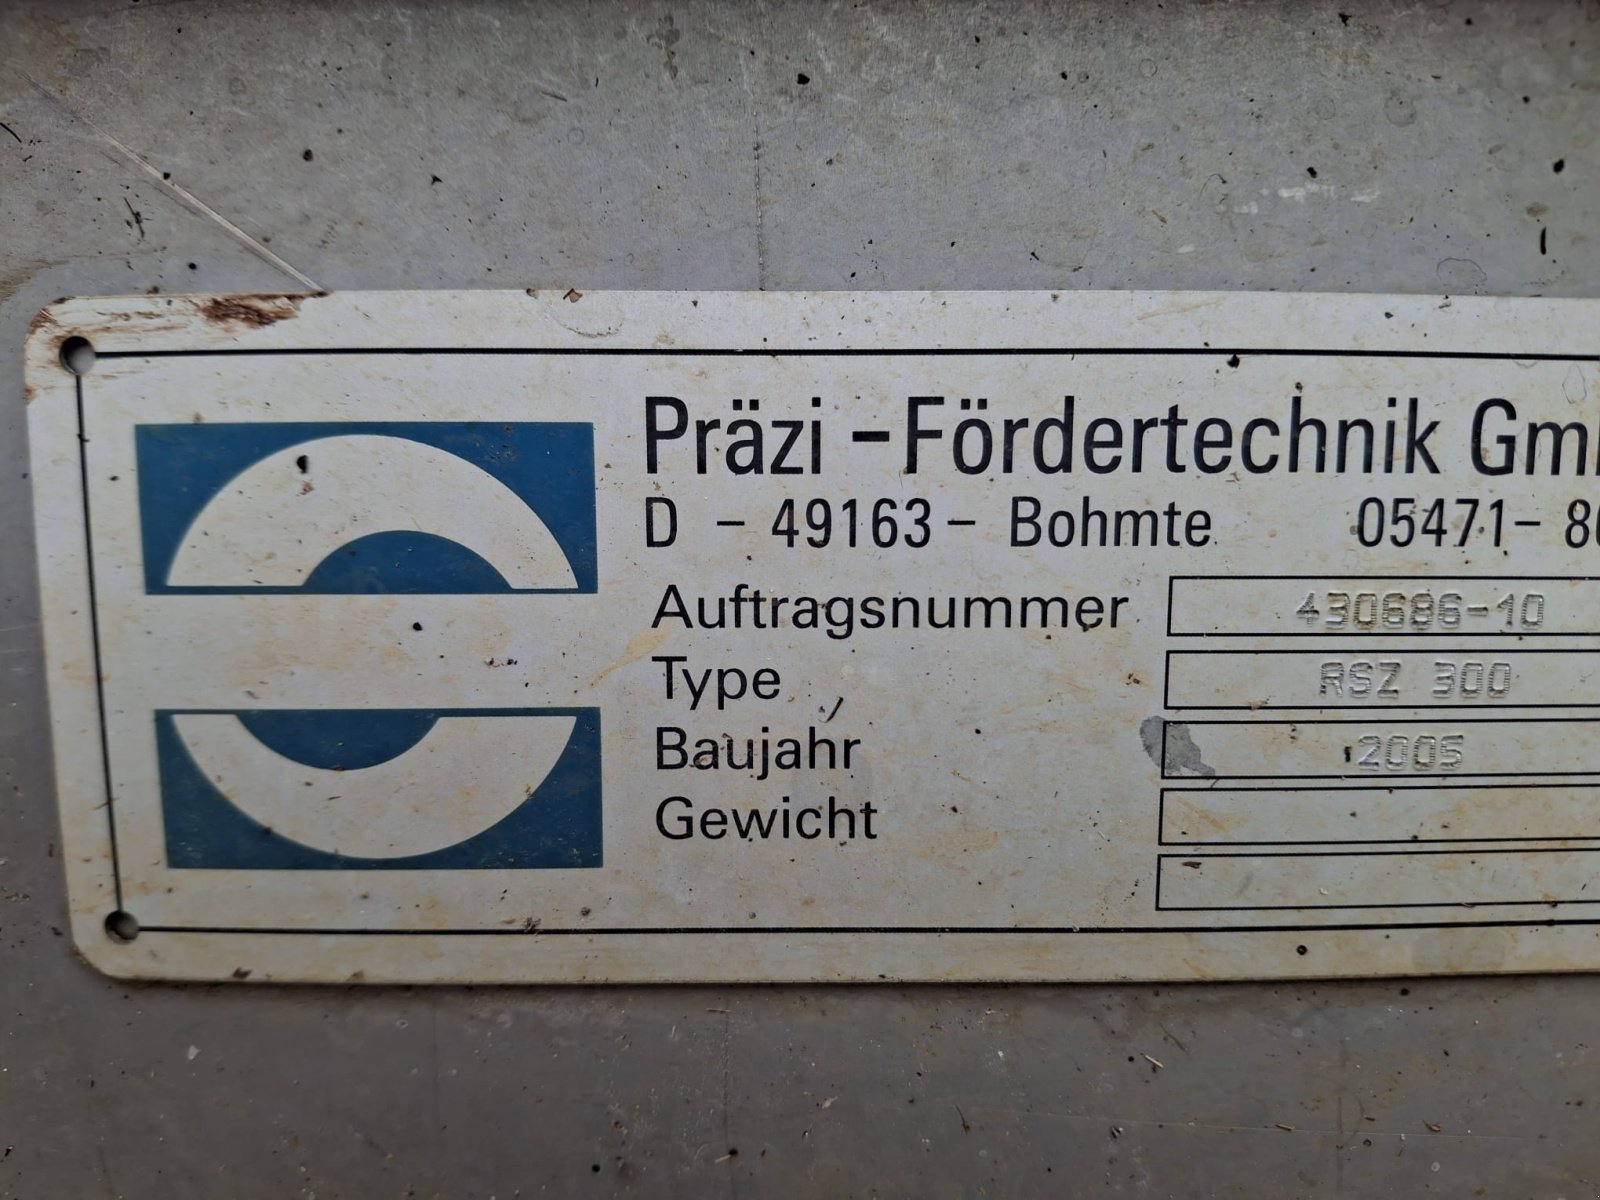 Präzi - Fördertechnik Gm
D - 49163 - Bohmte 05471 - 8
Auftragsnummer 430686-10
Type RSZ 300
Baujahr 2005
Gewicht